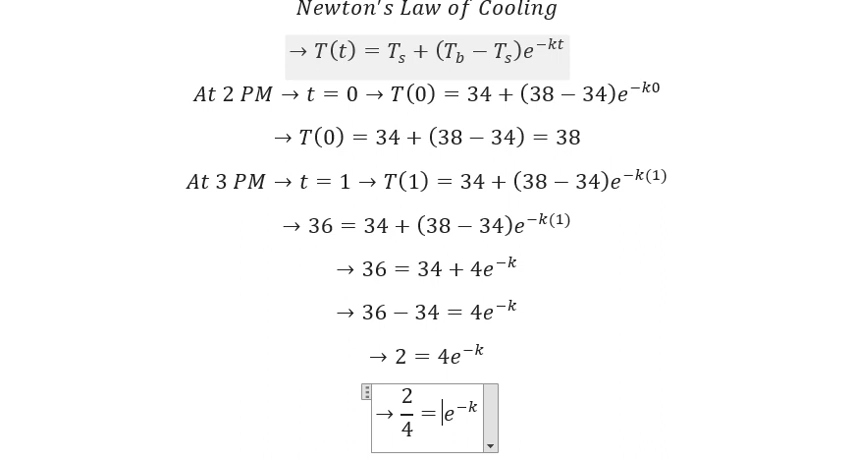 Newton's Law of Cooling
→ T(t) = Tₛ + (T_b − Tₛ)e^{−kt}
At 2 PM → t = 0 → T(0) = 34 + (38 − 34)e^{−k0}
→ T(0) = 34 + (38 − 34) = 38
At 3 PM → t = 1 → T(1) = 34 + (38 − 34)e^{−k(1)}
→ 36 = 34 + (38 − 34)e^{−k(1)}
→ 36 = 34 + 4e^{−k}
→ 36 − 34 = 4e^{−k}
→ 2 = 4e^{−k}
→ 2/4 = e^{−k}